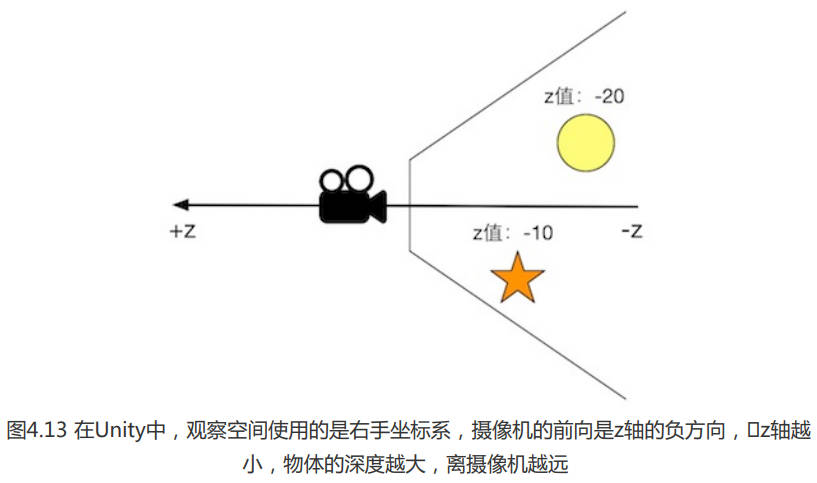 z值：-20
+z
z值：-10
-z
图4.13 在Unity中，观察空间使用的是右手坐标系，摄像机的前向是z轴的负方向，▯z轴越
小，物体的深度越大，离摄像机越远